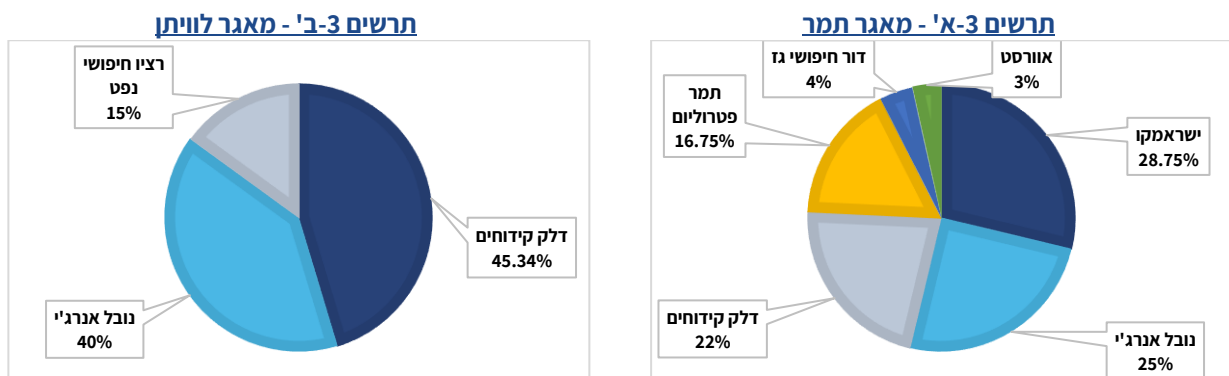 תרשים 3-א' - מאגר תמר
אוורסט
3%
דור חיפושי גז
4%
תמר
פטרוליום
16.75%
ישראמקו
28.75%
דלק קידוחים
22%
נובל אנרג'י
25%
תרשים 3-ב' - מאגר לוויתן
רציו חיפושי
נפט
15%
דלק קידוחים
45.34%
נובל אנרג'י
40%